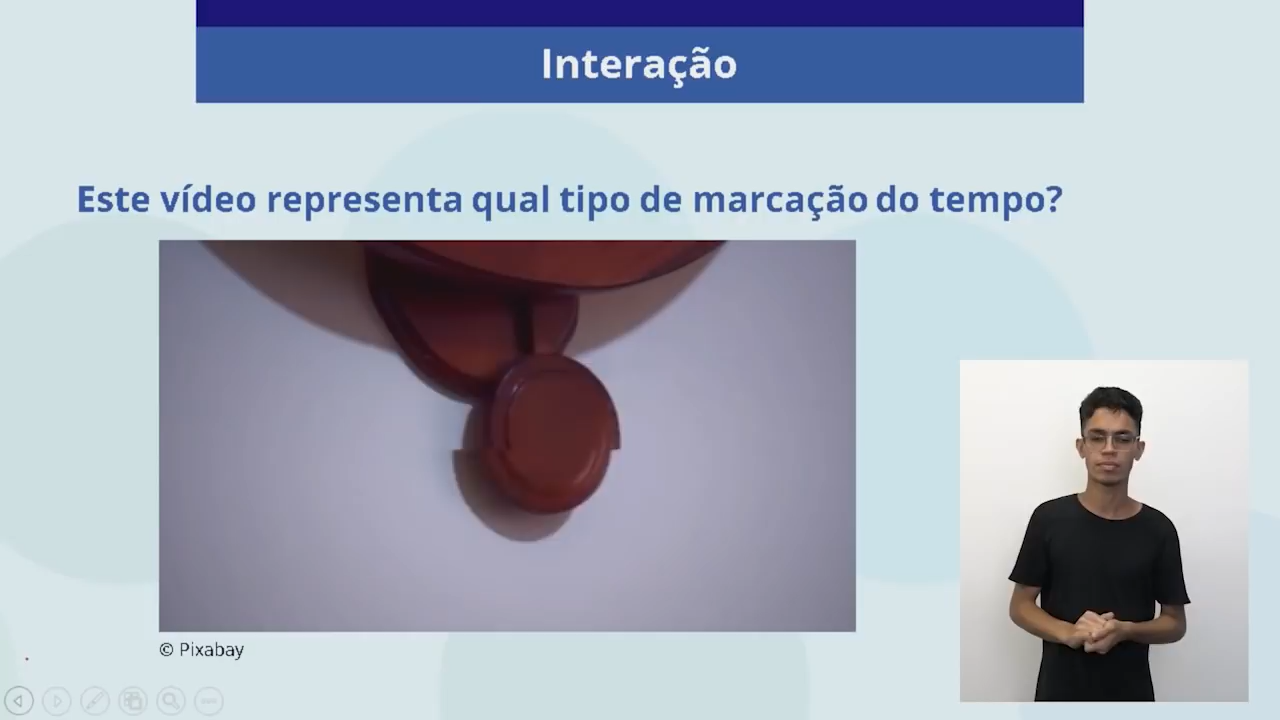 Interação
Este vídeo representa qual tipo de marcação do tempo?
© Pixabay